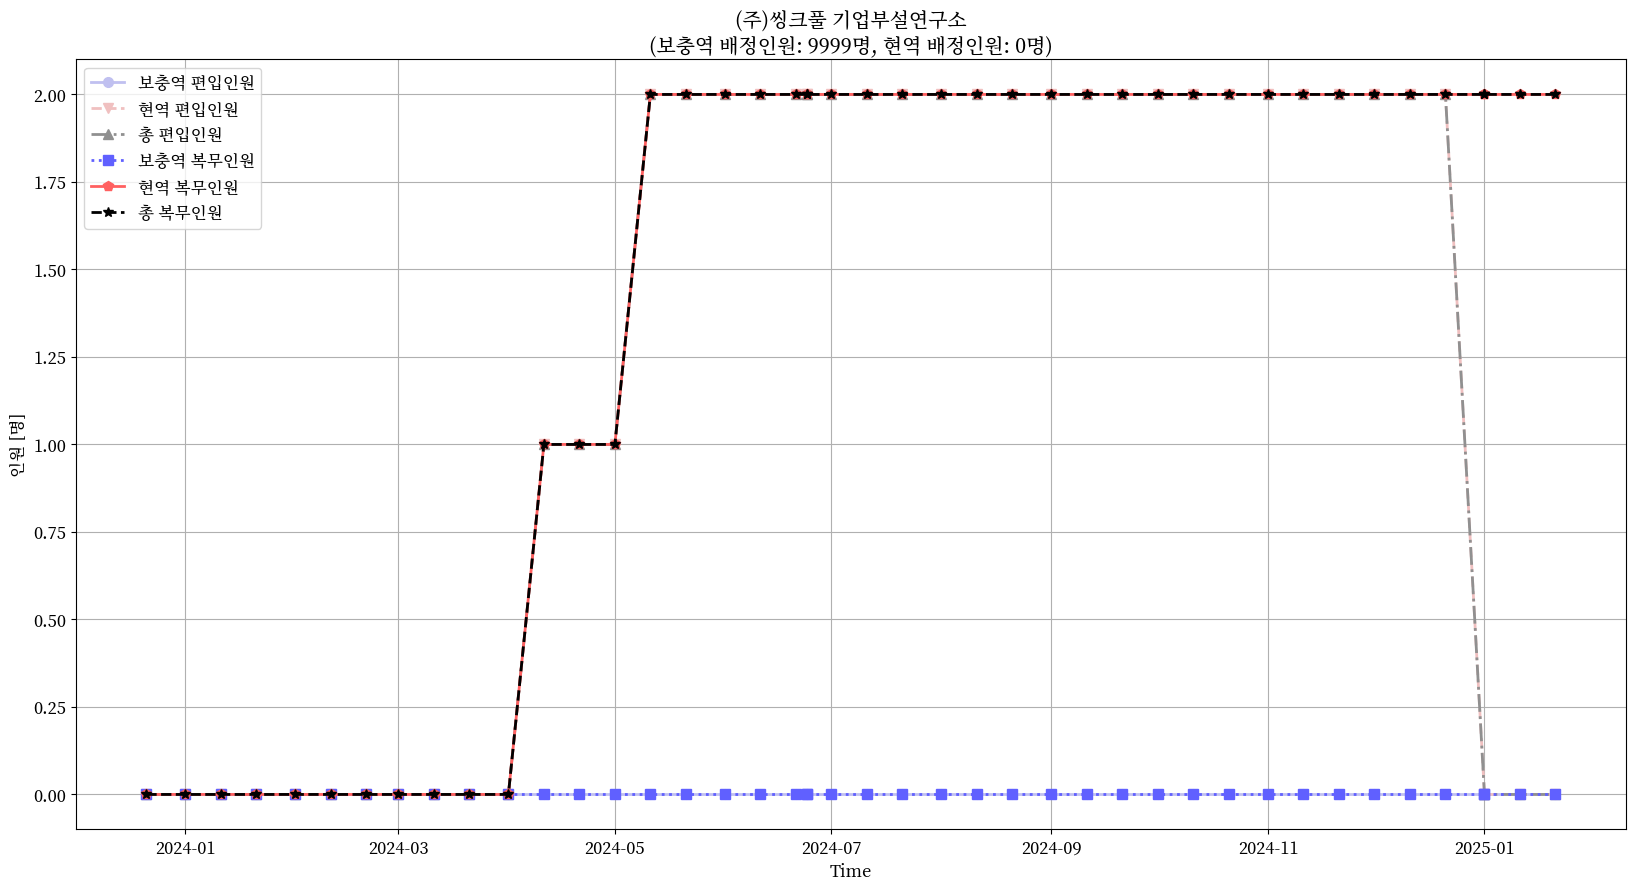 (주)씽크풀 기업부설연구소
(보충역 배정인원: 9999명, 현역 배정인원: 0명)
보충역 편입인원
현역 편입인원
총 편입인원
보충역 복무인원
현역 복무인원
총 복무인원
2.00
1.75
1.50
1.25
1.00
0.75
0.50
0.25
0.00
인원 [명]
2024-01
2024-03
2024-05
2024-07
2024-09
2024-11
2025-01
Time